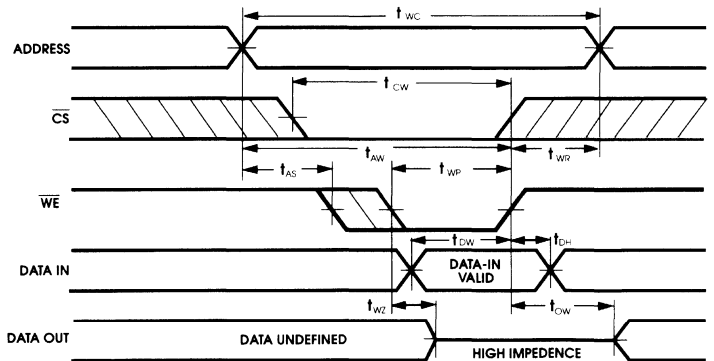 t WC
ADDRESS
t CW
CS
t AW
t WR
t AS
t WP
WE
t DW
t DH
DATA IN
DATA-IN
VALID
t WZ
t OW
DATA OUT
DATA UNDEFINED
HIGH IMPEDENCE